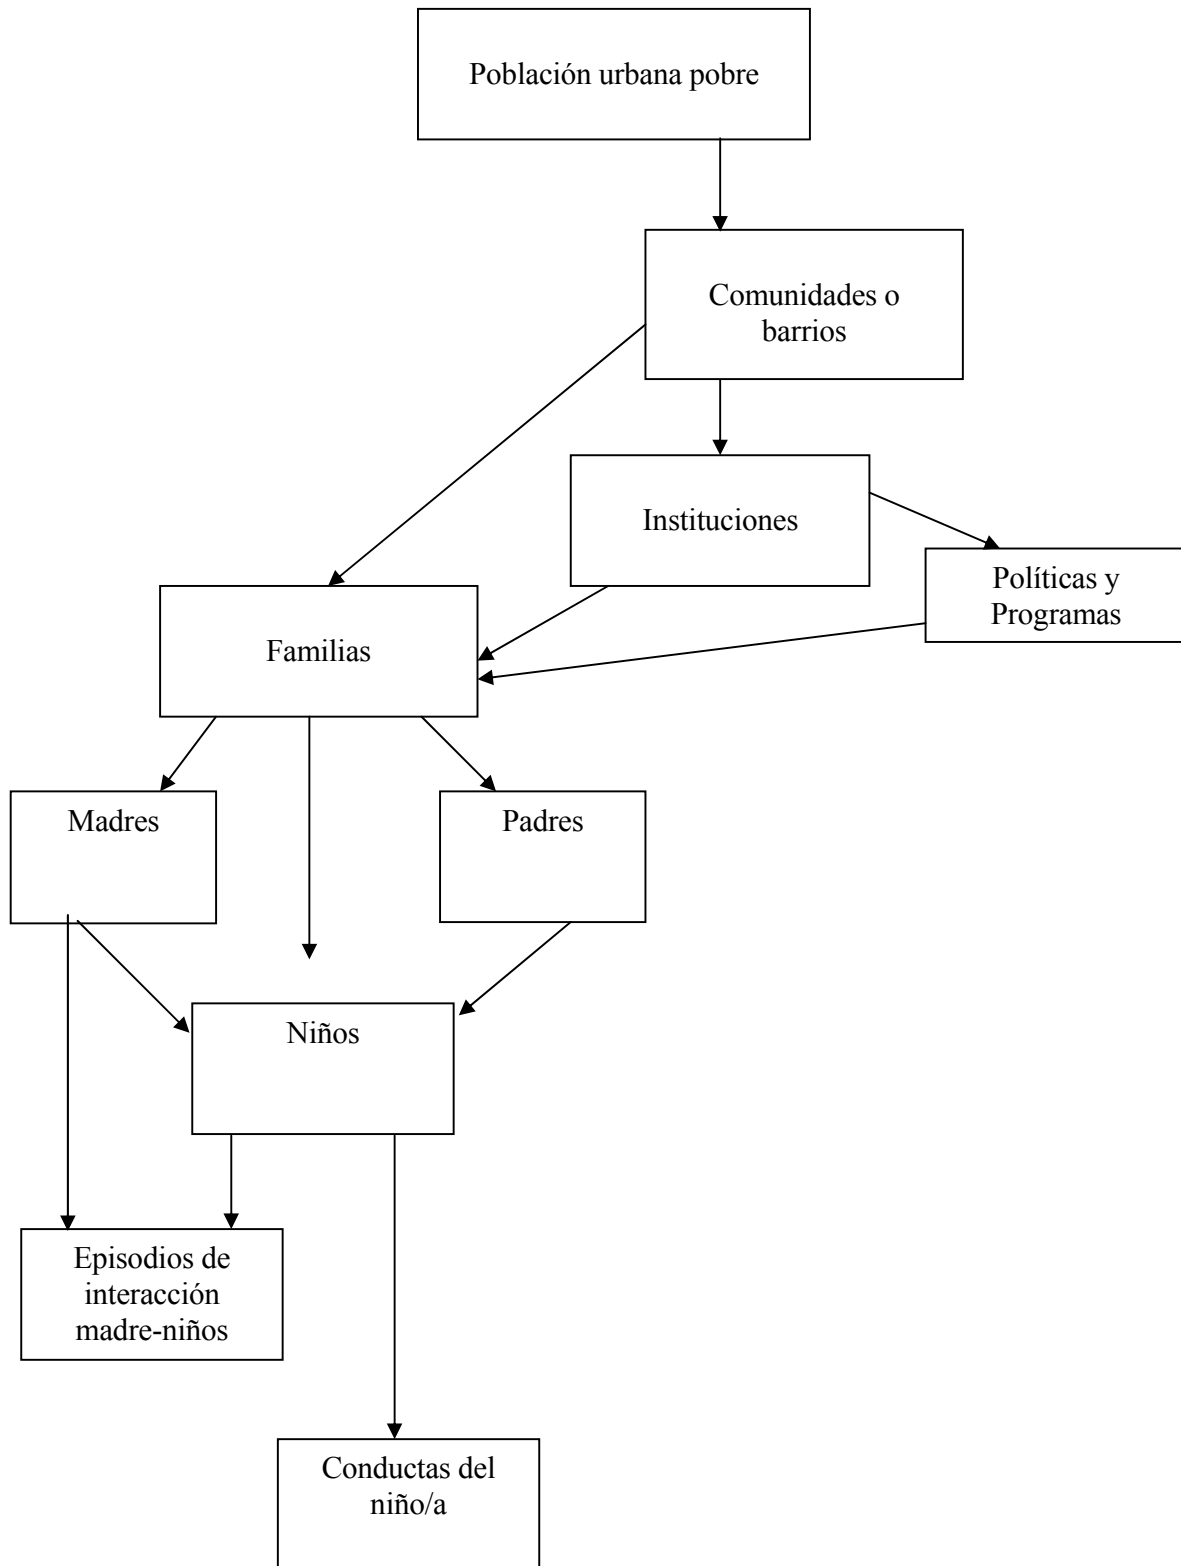 Población urbana pobre
Comunidades o
barrios
Instituciones
Políticas y
Programas
Familias
Madres
Padres
Niños
Episodios de
interacción
madre-niños
Conductas del
niño/a